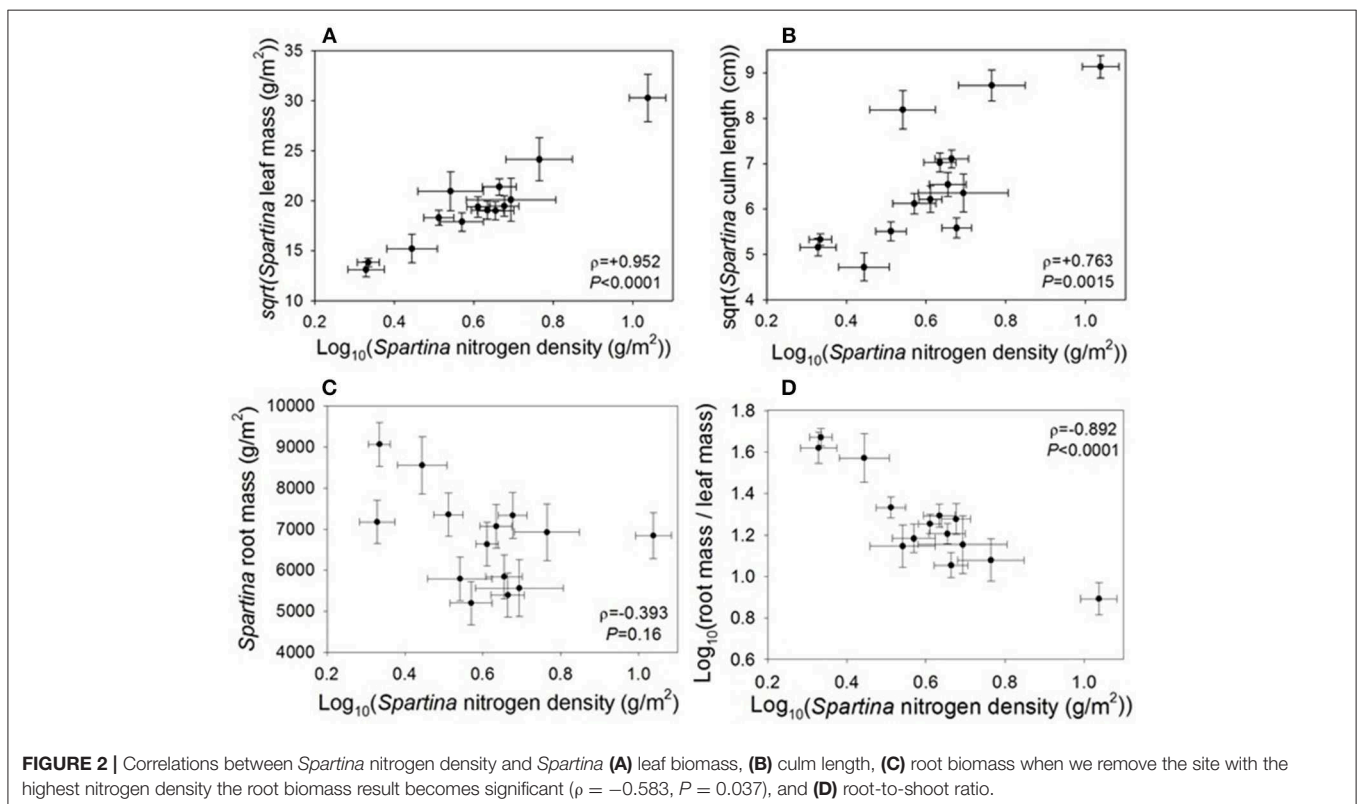 A
B
35
30
25
20
15
10
sqrt(Spartina leaf mass (g/m²))
ρ=+0.952
P<0.0001
0.2 0.4 0.6 0.8 1.0
Log₁₀(Spartina nitrogen density (g/m²))
9
8
7
6
5
4
sqrt(Spartina culm length (cm))
ρ=+0.763
P=0.0015
0.2 0.4 0.6 0.8 1.0
Log₁₀(Spartina nitrogen density (g/m²))
C
D
10000
9000
8000
7000
6000
5000
4000
Spartina root mass (g/m²)
ρ=-0.393
P=0.16
0.2 0.4 0.6 0.8 1.0
Log₁₀(Spartina nitrogen density (g/m²)
1.8
1.6
1.4
1.2
1.0
0.8
0.6
Log₁₀(root mass / leaf mass)
ρ=-0.892
P<0.0001
0.2 0.4 0.6 0.8 1.0
Log₁₀(Spartina nitrogen density (g/m²))
FIGURE 2 | Correlations between Spartina nitrogen density and Spartina (A) leaf biomass, (B) culm length, (C) root biomass when we remove the site with the
highest nitrogen density the root biomass result becomes significant (ρ = −0.583, P = 0.037), and (D) root-to-shoot ratio.